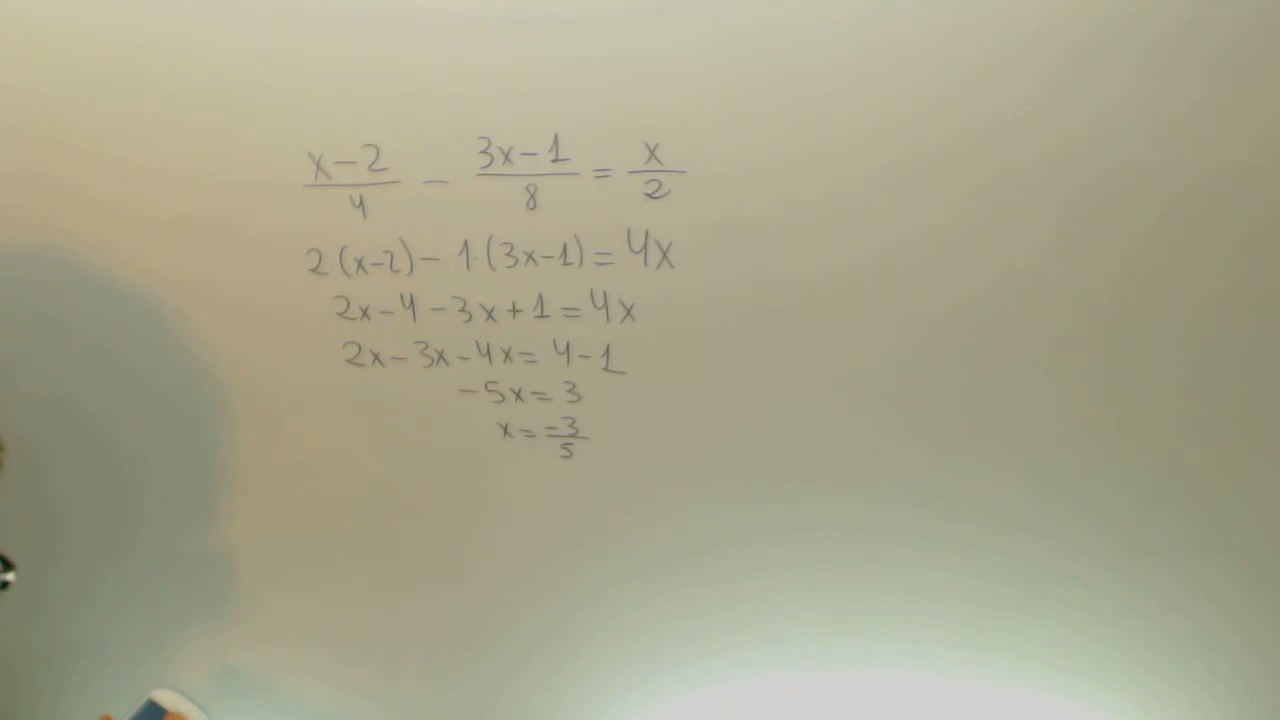 x-2/4 - 3x-1/8 = x/2
2(x-2)- 1·(3x-1)= 4x
2x-4-3x+1=4x
2x-3x-4x=4-1
-5x=3
x=-3/5